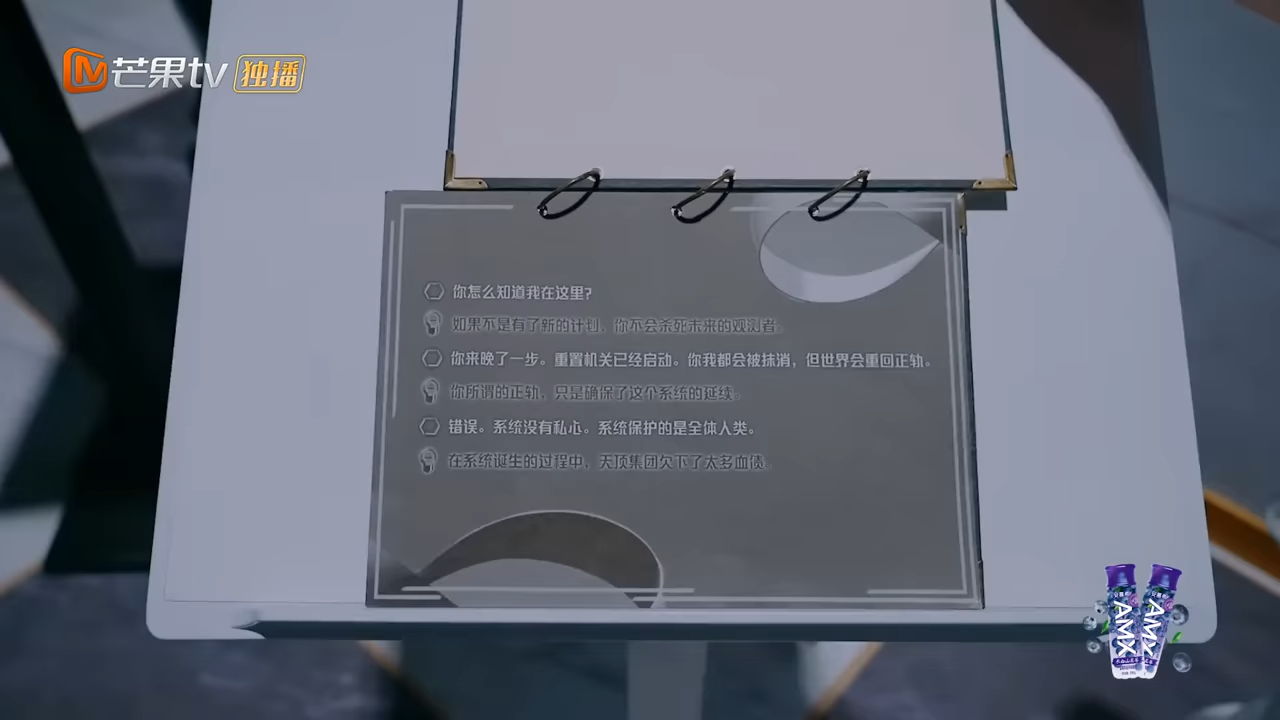 芒果tv 独播
你怎么知道我在这里?
如果不是有了新的计划，你不会杀死未来的观测者。
你来晚了一步。重置机关已经启动。你我都会被抹消，但世界会重回正轨。
你所谓的正轨，只是确保了这个系统的延续。
错误。系统没有私心。系统保护的是全体人类。
在系统诞生的过程中，天顶集团欠下了太多血债。
AMX AMX